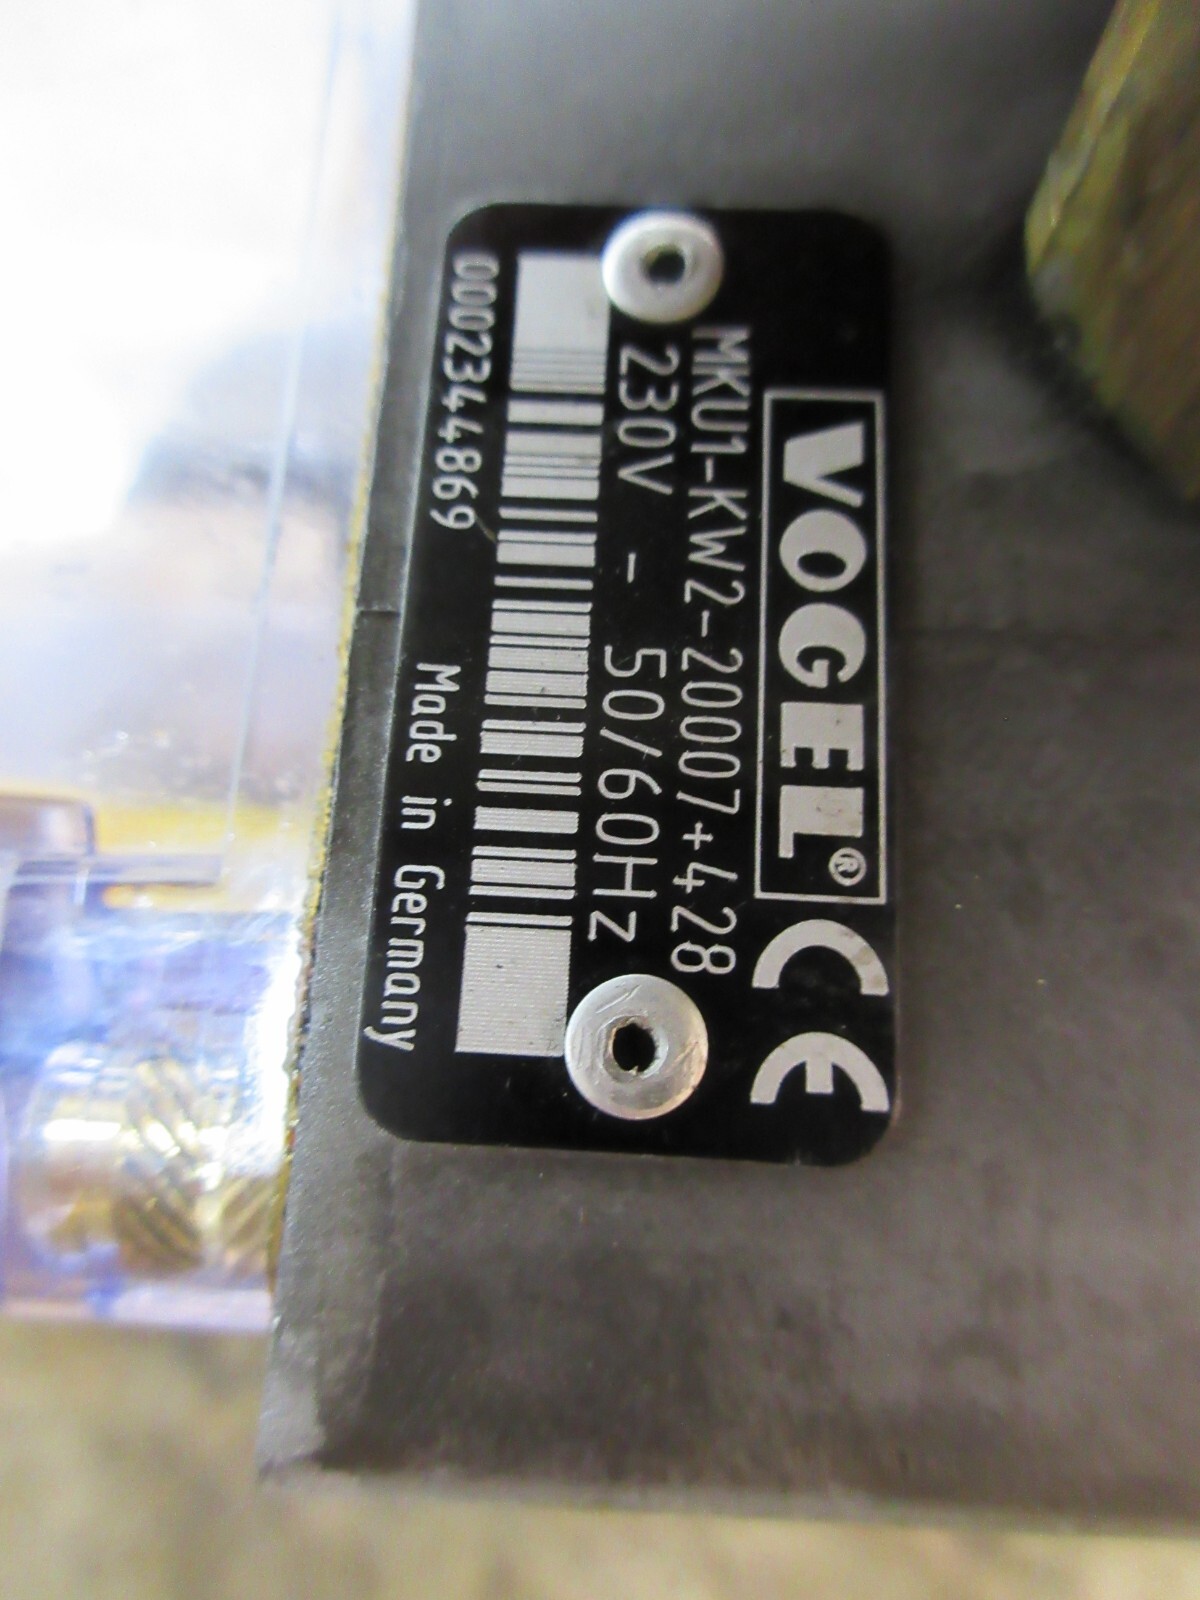 VOGEL® CE
MKU1-KW2-20007+428
230V - 50/60Hz
0002344869 Made in Germany